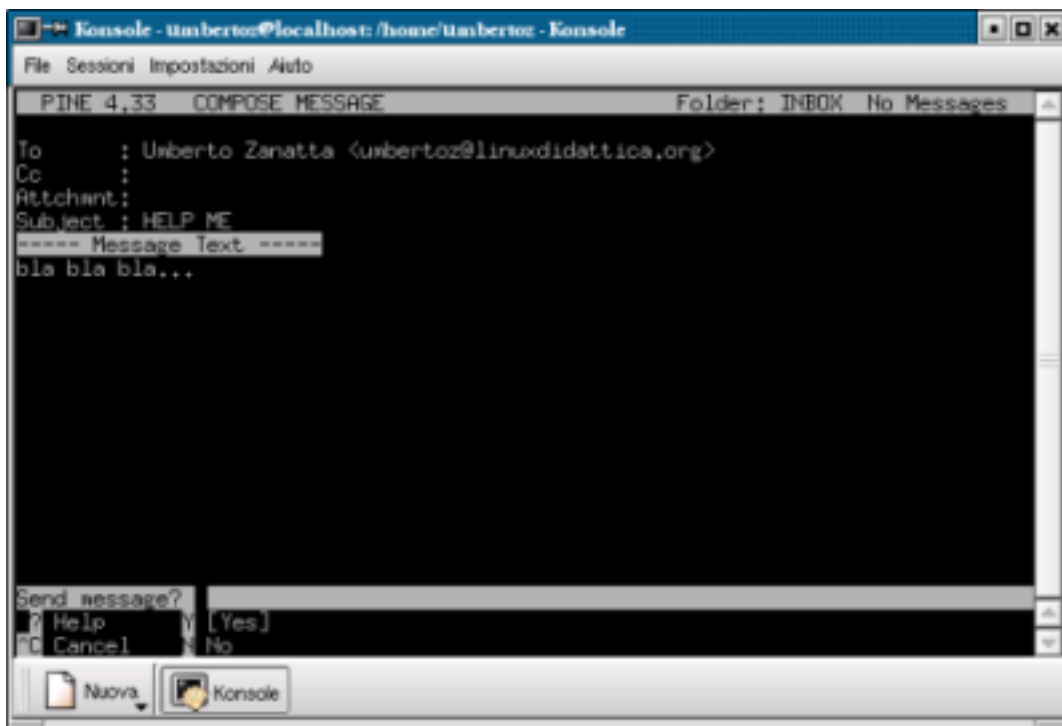 Konsole - umbertoz@localhost: /home/umbertoz - Konsole
File Sessioni Impostazioni Aiuto
PINE 4.33 COMPOSE MESSAGE Folder: INBOX No Messages
To : Umberto Zanatta <umbertoz@linuxdidattica.org>
Cc :
Attchmnt:
Subject : HELP ME
----- Message Text -----
bla bla bla...
Send message?
? Help Y [Yes]
^C Cancel N No
Nuova Konsole